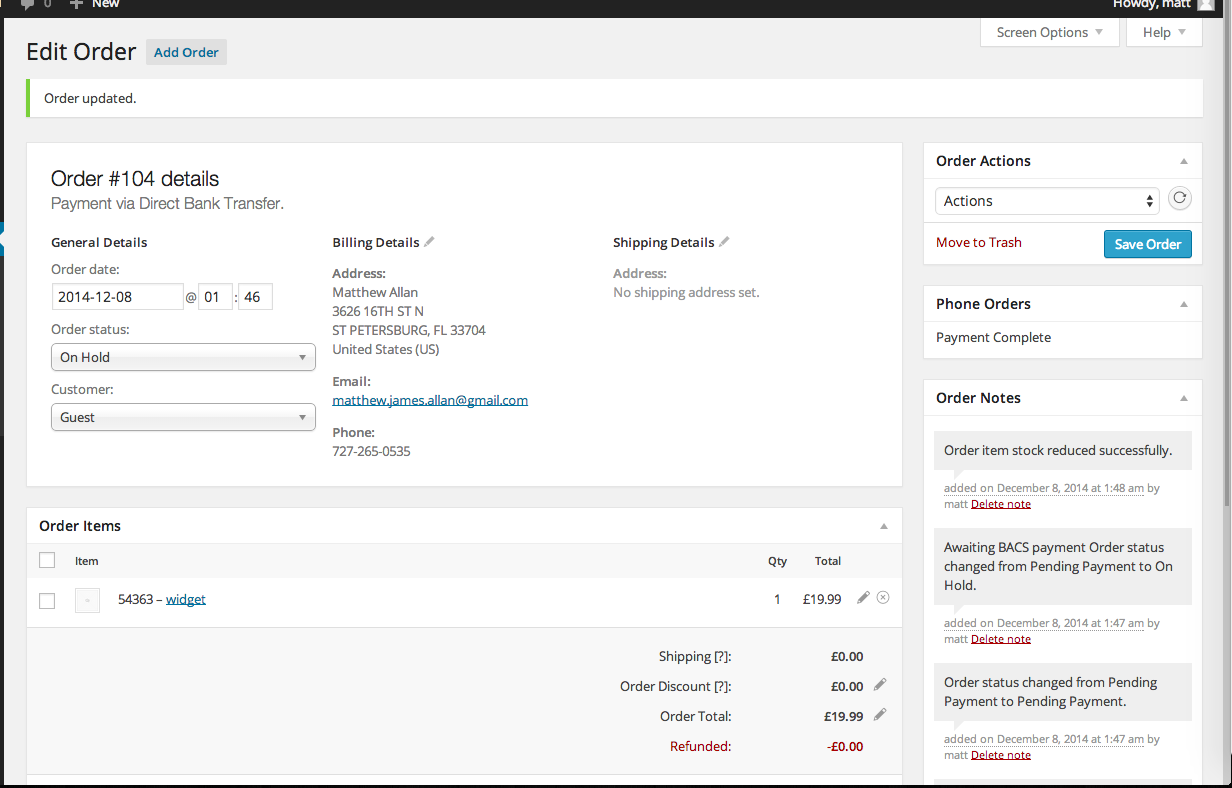 0 New
Howdy, matt
Screen Options
Help
Edit Order
Add Order
Order updated.
Order #104 details
Payment via Direct Bank Transfer.
General Details
Order date:
2014-12-08 @ 01 : 46
Order status:
On Hold
Customer:
Guest
Billing Details
Address:
Matthew Allan
3626 16TH ST N
ST PETERSBURG, FL 33704
United States (US)
Email:
matthew.james.allan@gmail.com
Phone:
727-265-0535
Shipping Details
Address:
No shipping address set.
Order Items
Item Qty Total
54363 – widget 1 £19.99
Shipping [?]: £0.00
Order Discount [?]: £0.00
Order Total: £19.99
Refunded: -£0.00
Order Actions
Actions
Move to Trash
Save Order
Phone Orders
Payment Complete
Order Notes
Order item stock reduced successfully.
added on December 8, 2014 at 1:48 am by
matt Delete note
Awaiting BACS payment Order status
changed from Pending Payment to On
Hold.
added on December 8, 2014 at 1:47 am by
matt Delete note
Order status changed from Pending
Payment to Pending Payment.
added on December 8, 2014 at 1:47 am by
matt Delete note